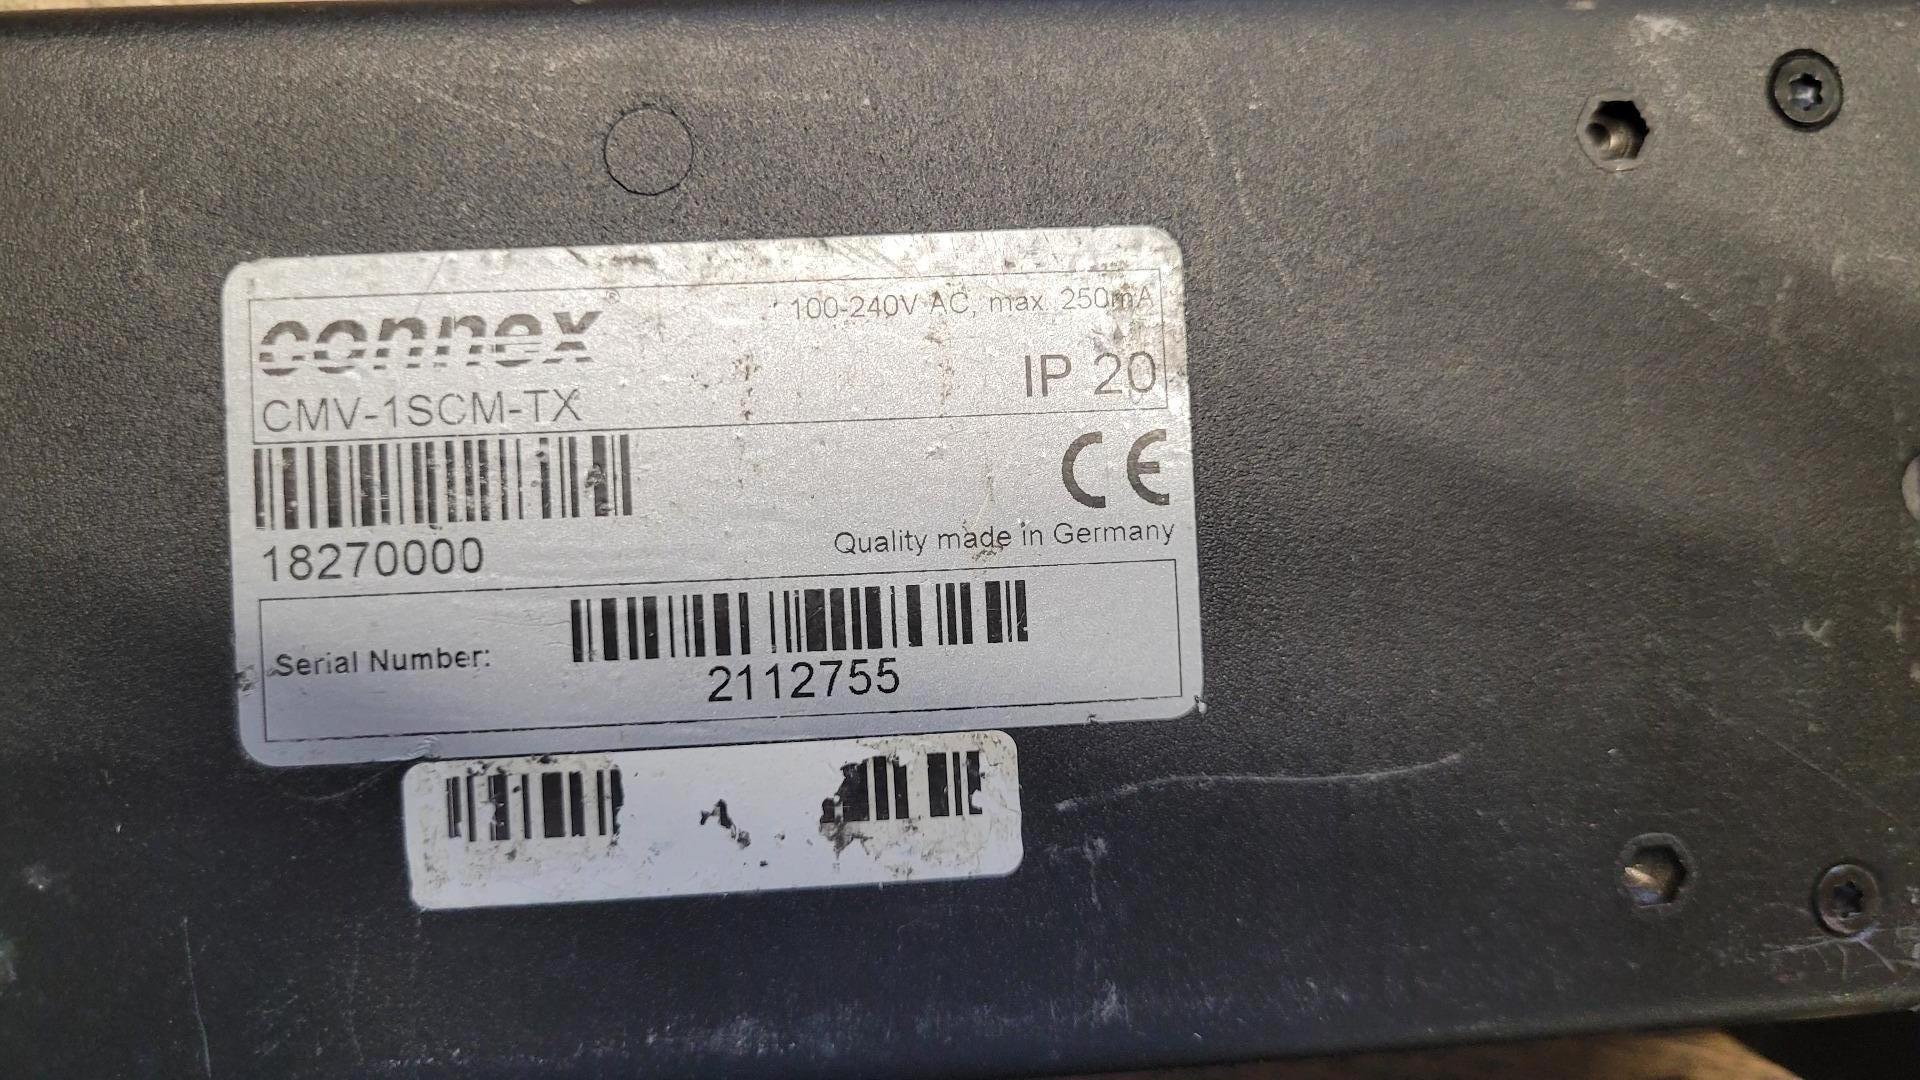 connex®
100-240V AC, max. 250mA
IP 20
CMV-1SCM-TX
CE
18270000
Quality made in Germany
Serial Number:
2112755